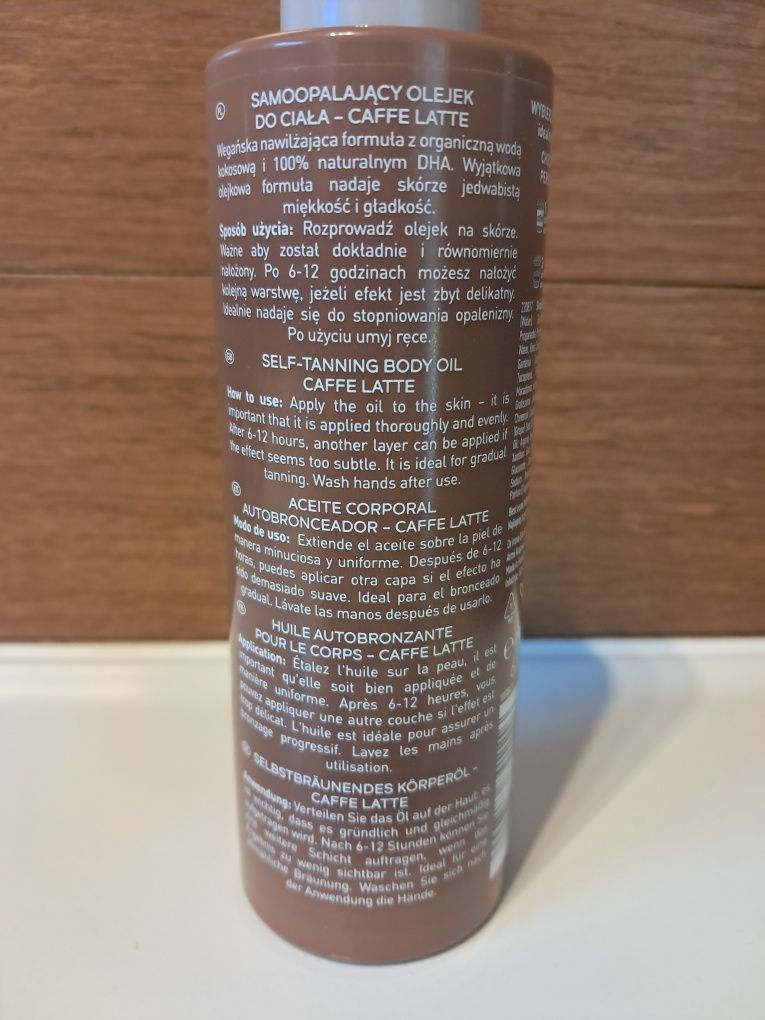 PL
SAMOOPALAJĄCY OLEJEK
DO CIAŁA – CAFFE LATTE
Wegańska nawilżająca formuła z organiczną wodą
kokosową i 100% naturalnym DHA. Wyjątkowa
olejkowa formuła nadaje skórze jedwabistą
miękkość i gładkość.
Sposób użycia: Rozprowadź olejek na skórze.
Ważne aby został dokładnie i równomiernie
nałożony. Po 6-12 godzinach możesz nałożyć
kolejną warstwę, jeżeli efekt jest zbyt delikatny.
Idealnie nadaje się do stopniowania opalenizny.
Po użyciu umyj ręce.
GB
SELF-TANNING BODY OIL
CAFFE LATTE
How to use: Apply the oil to the skin – it is
important that it is applied thoroughly and evenly.
After 6-12 hours, another layer can be applied if
the effect seems too subtle. It is ideal for gradual
tanning. Wash hands after use.
ES
ACEITE CORPORAL
AUTOBRONCEADOR – CAFFE LATTE
Modo de uso: Extiende el aceite sobre la piel de
manera minuciosa y uniforme. Después de 6-12
horas, puedes aplicar otra capa si el efecto ha
sido demasiado suave. Ideal para el bronceado
gradual. Lávate las manos después de usarlo.
FR
HUILE AUTOBRONZANTE
POUR LE CORPS – CAFFE LATTE
Application: Étalez l'huile sur la peau, il est
important qu'elle soit bien appliquée et de
manière uniforme. Après 6-12 heures, vous
pouvez appliquer une autre couche si l'effet est
trop délicat. L'huile est idéale pour assurer un
bronzage progressif. Lavez les mains après
utilisation.
SELBSTBRÄUNENDES KÖRPERÖL –
CAFFE LATTE
Anwendung: Verteilen Sie das Öl auf der Haut, es
ist wichtig, dass es gründlich und gleichmäßig
aufgetragen wird. Nach 6-12 Stunden können Sie
eine weitere Schicht auftragen, wenn das
Ergebnis zu wenig sichtbar ist. Ideal für eine
allmähliche Bräunung. Waschen Sie sich nach
der Anwendung die Hände.